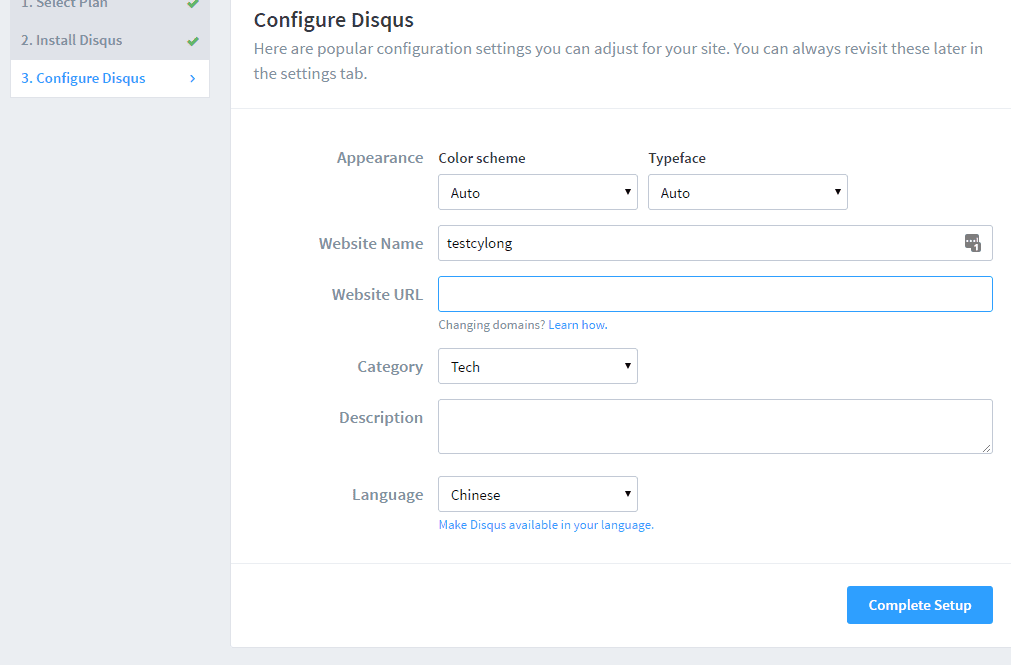 1. Select Plan
2. Install Disqus
3. Configure Disqus
Configure Disqus
Here are popular configuration settings you can adjust for your site. You can always revisit these later in
the settings tab.
Appearance
Color scheme
Typeface
Auto
Auto
Website Name
testcylong
1
Website URL
Changing domains? Learn how.
Category
Tech
Description
Language
Chinese
Make Disqus available in your language.
Complete Setup